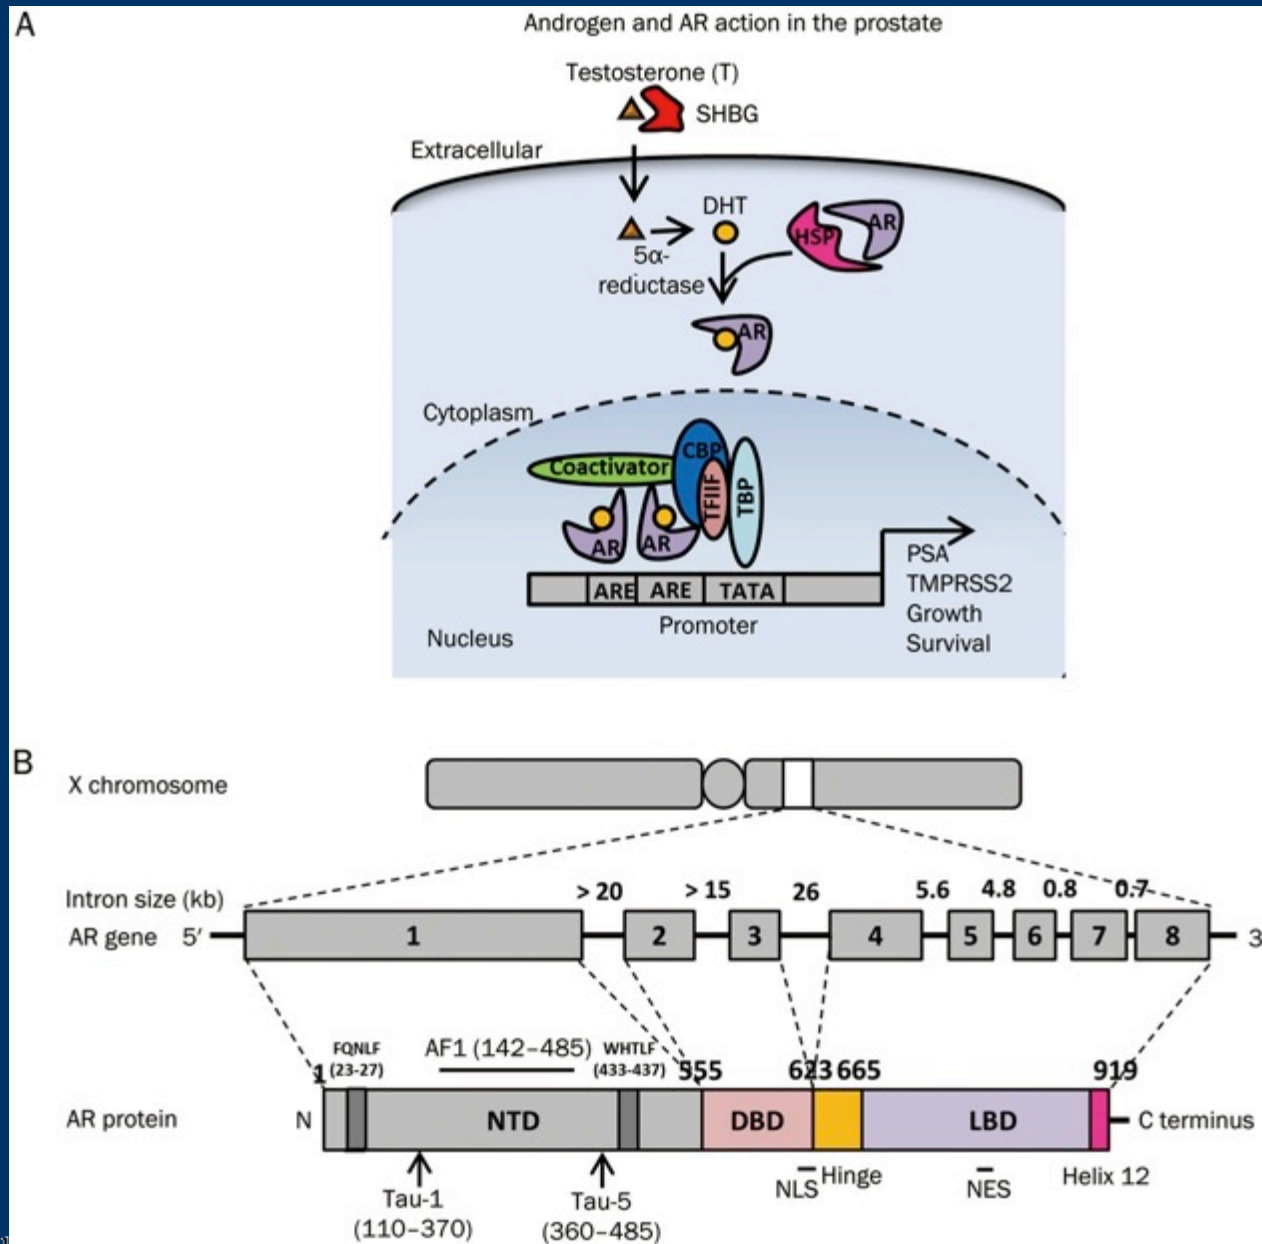 A
Androgen and AR action in the prostate
Testosterone (T)
SHBG
Extracellular
DHT
HSP
AR
5α-
reductase
AR
Cytoplasm
Coactivator
CBP
TFIIF
TBP
AR
AR
ARE
ARE
TATA
Promoter
PSA
TMPRSS2
Growth
Survival
Nucleus
B
X chromosome
Intron size (kb)
> 20
> 15
26
5.6
4.8
0.8
0.7
AR gene
5′
1
2
3
4
5
6
7
8
3
FQNLF
(23-27)
AF1 (142–485)
WHTLF
(433-437)
1
555
623
665
919
AR protein
N
NTD
DBD
LBD
C terminus
NLS
Hinge
NES
Helix 12
Tau-1
(110–370)
Tau-5
(360–485)